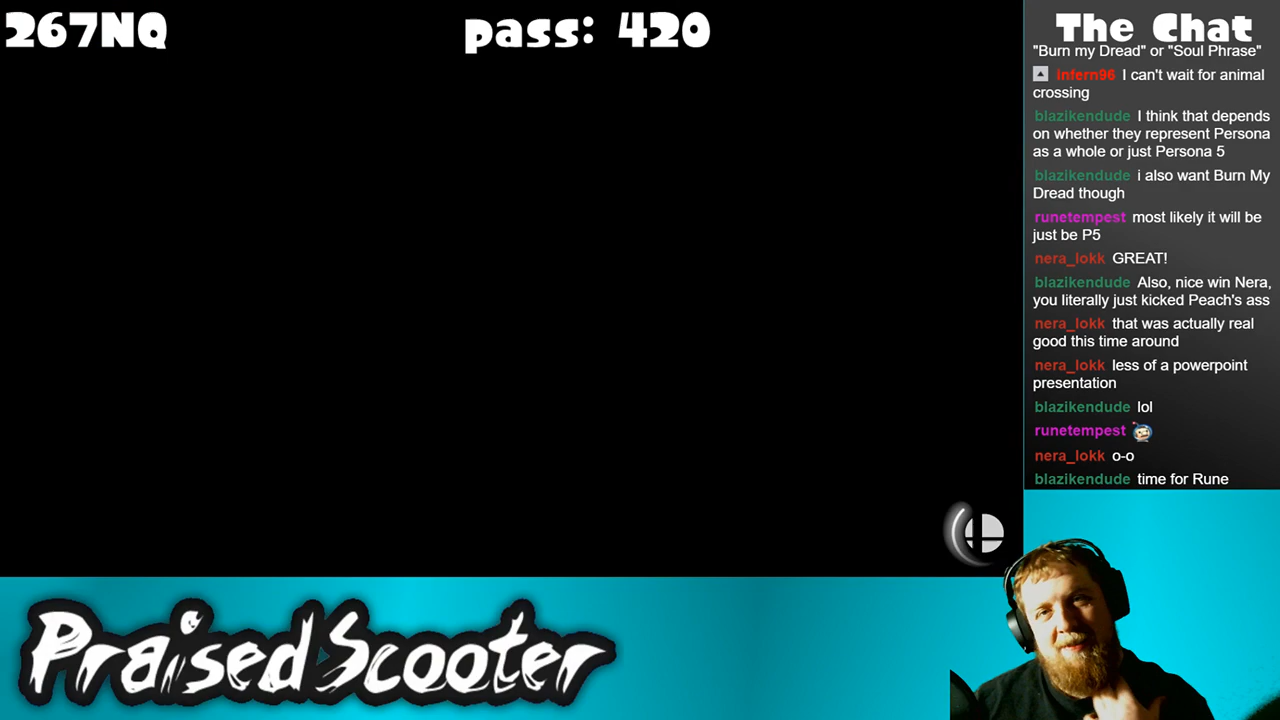 267NQ
pass: 420
The Chat
"Burn my Dread" or "Soul Phrase"
infern96 I can't wait for animal
crossing
blazikendude I think that depends
on whether they represent Persona
as a whole or just Persona 5
blazikendude i also want Burn My
Dread though
runetempest most likely it will be
just be P5
nera_lokk GREAT!
blazikendude Also, nice win Nera,
you literally just kicked Peach's ass
nera_lokk that was actually real
good this time around
nera_lokk less of a powerpoint
presentation
blazikendude lol
runetempest
nera_lokk o-o
blazikendude time for Rune
PraisedScooter